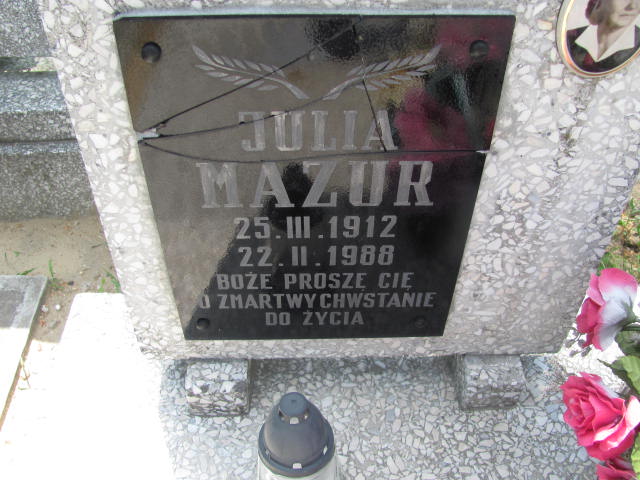 JULIA
MAZUR
25.III.1912
22.II.1988
BOŻE PROSZĘ CIĘ
O ZMARTWYCHWSTANIE
DO ŻYCIA